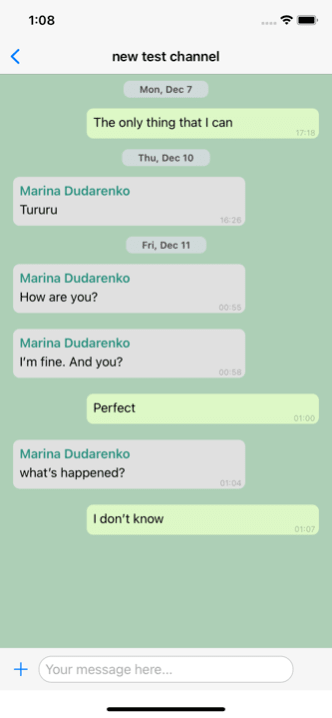 1:08
new test channel
Mon, Dec 7
The only thing that I can
17:18
Thu, Dec 10
Marina Dudarenko
Tururu
16:26
Fri, Dec 11
Marina Dudarenko
How are you?
00:56
Marina Dudarenko
I'm fine. And you?
00:58
Perfect
01:00
Marina Dudarenko
what's happened?
01:04
I don't know
01:07
Your message here...